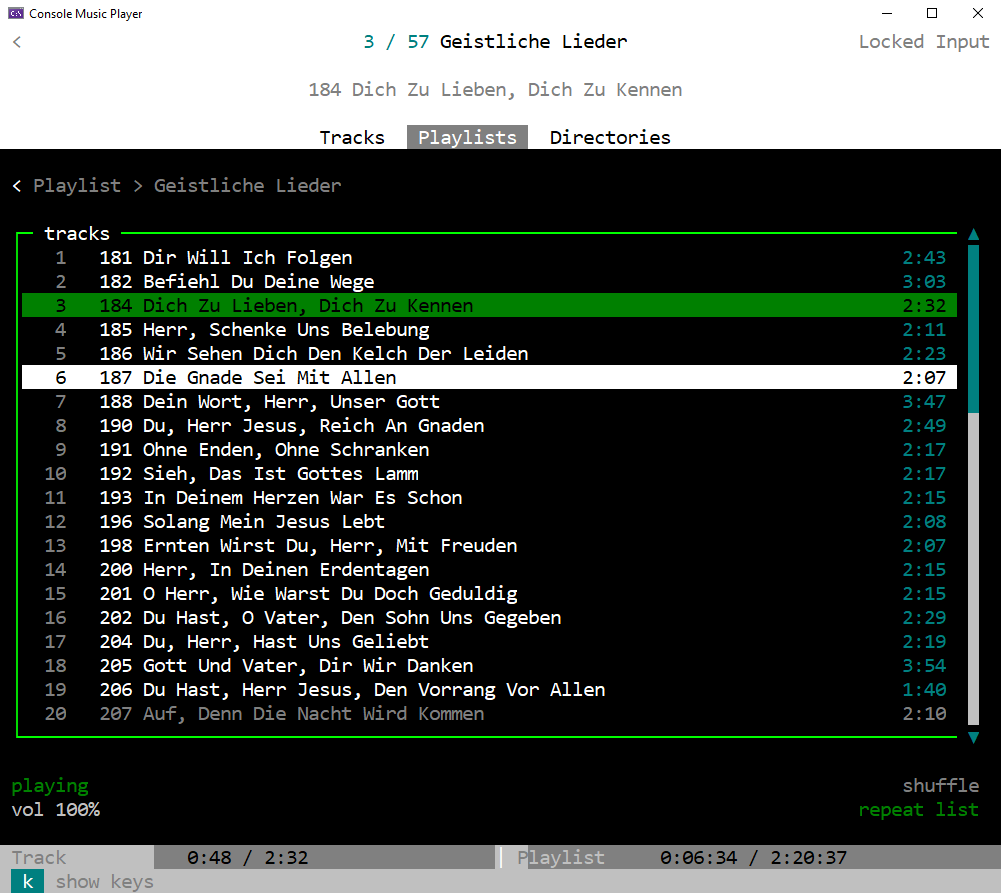 Console Music Player
< 3 / 57 Geistliche Lieder Locked Input
184 Dich Zu Lieben, Dich Zu Kennen
Tracks Playlists Directories
< Playlist > Geistliche Lieder
tracks
1 181 Dir Will Ich Folgen 2:43
2 182 Befiehl Du Deine Wege 3:03
3 184 Dich Zu Lieben, Dich Zu Kennen 2:32
4 185 Herr, Schenke Uns Belebung 2:11
5 186 Wir Sehen Dich Den Kelch Der Leiden 2:23
6 187 Die Gnade Sei Mit Allen 2:07
7 188 Dein Wort, Herr, Unser Gott 3:47
8 190 Du, Herr Jesus, Reich An Gnaden 2:49
9 191 Ohne Enden, Ohne Schranken 2:17
10 192 Sieh, Das Ist Gottes Lamm 2:17
11 193 In Deinem Herzen War Es Schon 2:15
12 196 Solang Mein Jesus Lebt 2:08
13 198 Ernten Wirst Du, Herr, Mit Freuden 2:07
14 200 Herr, In Deinen Erdentagen 2:15
15 201 O Herr, Wie Warst Du Doch Geduldig 2:15
16 202 Du Hast, O Vater, Den Sohn Uns Gegeben 2:29
17 204 Du, Herr, Hast Uns Geliebt 2:19
18 205 Gott Und Vater, Dir Wir Danken 3:54
19 206 Du Hast, Herr Jesus, Den Vorrang Vor Allen 1:40
20 207 Auf, Denn Die Nacht Wird Kommen 2:10
playing shuffle
vol 100% repeat list
Track 0:48 / 2:32 Playlist 0:06:34 / 2:20:37
k show keys